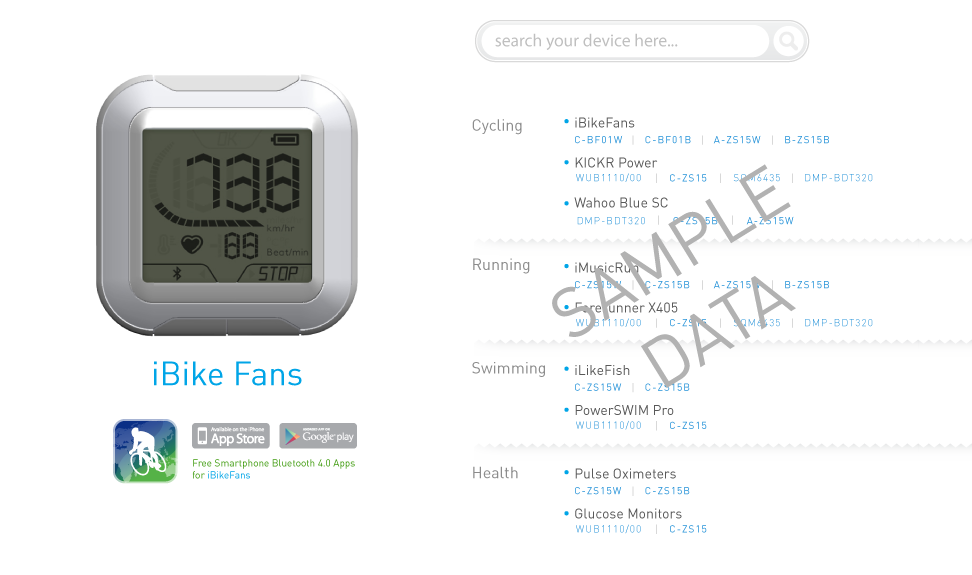 search your device here...
73.8
km/hr
89
Beat/min
STOP
iBike Fans
Available on the iPhone
App Store
Google play
Free Smartphone Bluetooth 4.0 Apps
for iBikeFans
Cycling
iBikeFans
C-BF01W | C-BF01B | A-ZS15W | B-ZS15B
KICKR Power
WUB1110/00 | C-ZS15 | SQM6435 | DMP-BDT320
Wahoo Blue SC
DMP-BDT320 | C-ZS15B | A-ZS15W
Running
iMusicRun
C-ZS15W | C-ZS15B | A-ZS15W | B-ZS15B
Forerunner X405
WUB1110/00 | C-ZS15 | SQM6435 | DMP-BDT320
Swimming
iLikeFish
C-ZS15W | C-ZS15B
PowerSWIM Pro
WUB1110/00 | C-ZS15
Health
Pulse Oximeters
C-ZS15W | C-ZS15B
Glucose Monitors
WUB1110/00 | C-ZS15
SAMPLE
DATA